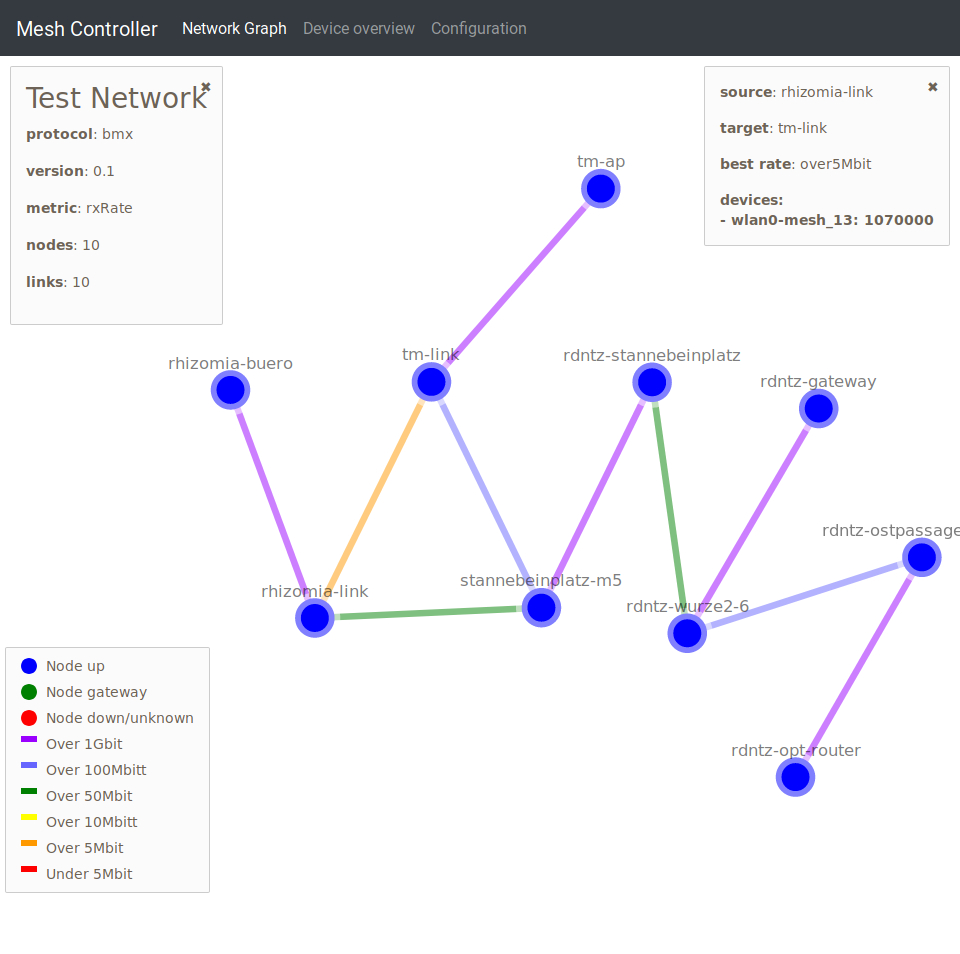 Mesh Controller Network Graph Device overview Configuration
Test Network ✖
protocol: bmx
version: 0.1
metric: rxRate
nodes: 10
links: 10
✖
source: rhizomia-link
target: tm-link
best rate: over5Mbit
devices:
- wlan0-mesh_13: 1070000
tm-ap
rhizomia-buero
tm-link
rdntz-stannebeinplatz
rdntz-gateway
rdntz-ostpassage
rhizomia-link
stannebeinplatz-m5
rdntz-wurze2-6
rdntz-opt-router
Node up
Node gateway
Node down/unknown
Over 1Gbit
Over 100Mbitt
Over 50Mbit
Over 10Mbitt
Over 5Mbit
Under 5Mbit